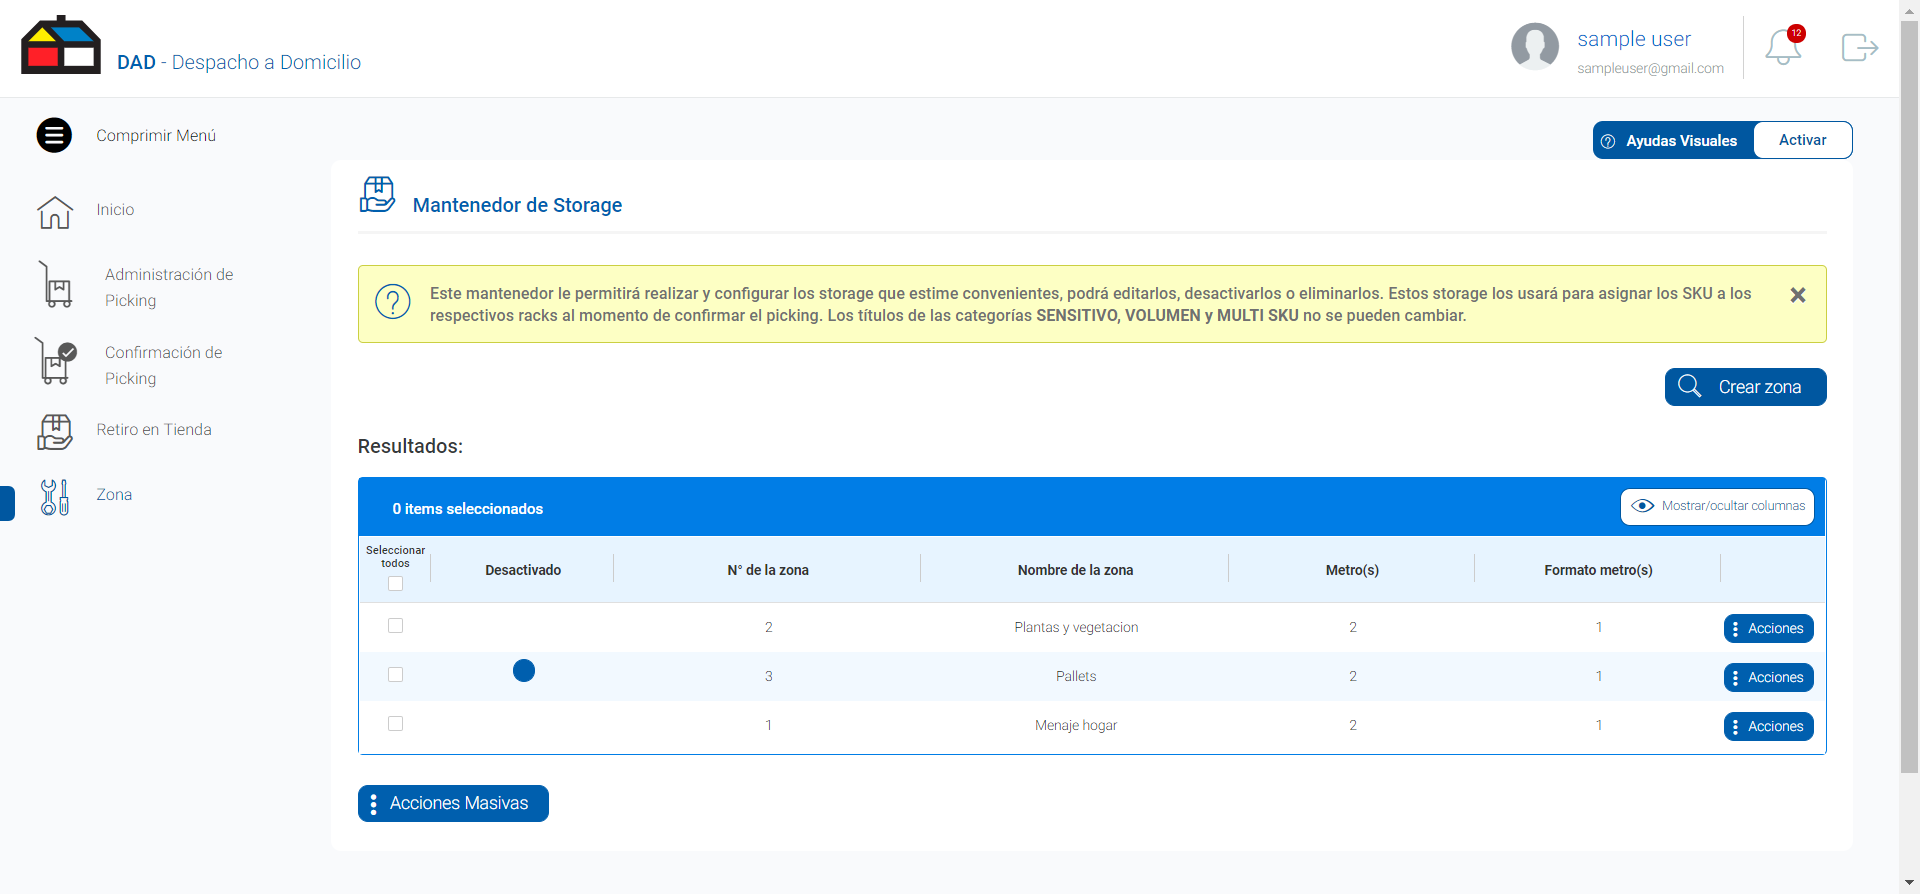 DAD - Despacho a Domicilio
sample user
sampleuser@gmail.com
12
Comprimir Menú
Inicio
Administración de
Picking
Confirmación de
Picking
Retiro en Tienda
Zona
? Ayudas Visuales
Activar
Mantenedor de Storage
? Este mantenedor le permitirá realizar y configurar los storage que estime convenientes, podrá editarlos, desactivarlos o eliminarlos. Estos storage los usará para asignar los SKU a los
respectivos racks al momento de confirmar el picking. Los títulos de las categorías SENSITIVO, VOLUMEN y MULTI SKU no se pueden cambiar.
Crear zona
Resultados:
0 items seleccionados
Mostrar/ocultar columnas
Seleccionar
todos
Desactivado
N° de la zona
Nombre de la zona
Metro(s)
Formato metro(s)
2 Plantas y vegetacion 2 1 Acciones
3 Pallets 2 1 Acciones
1 Menaje hogar 2 1 Acciones
Acciones Masivas